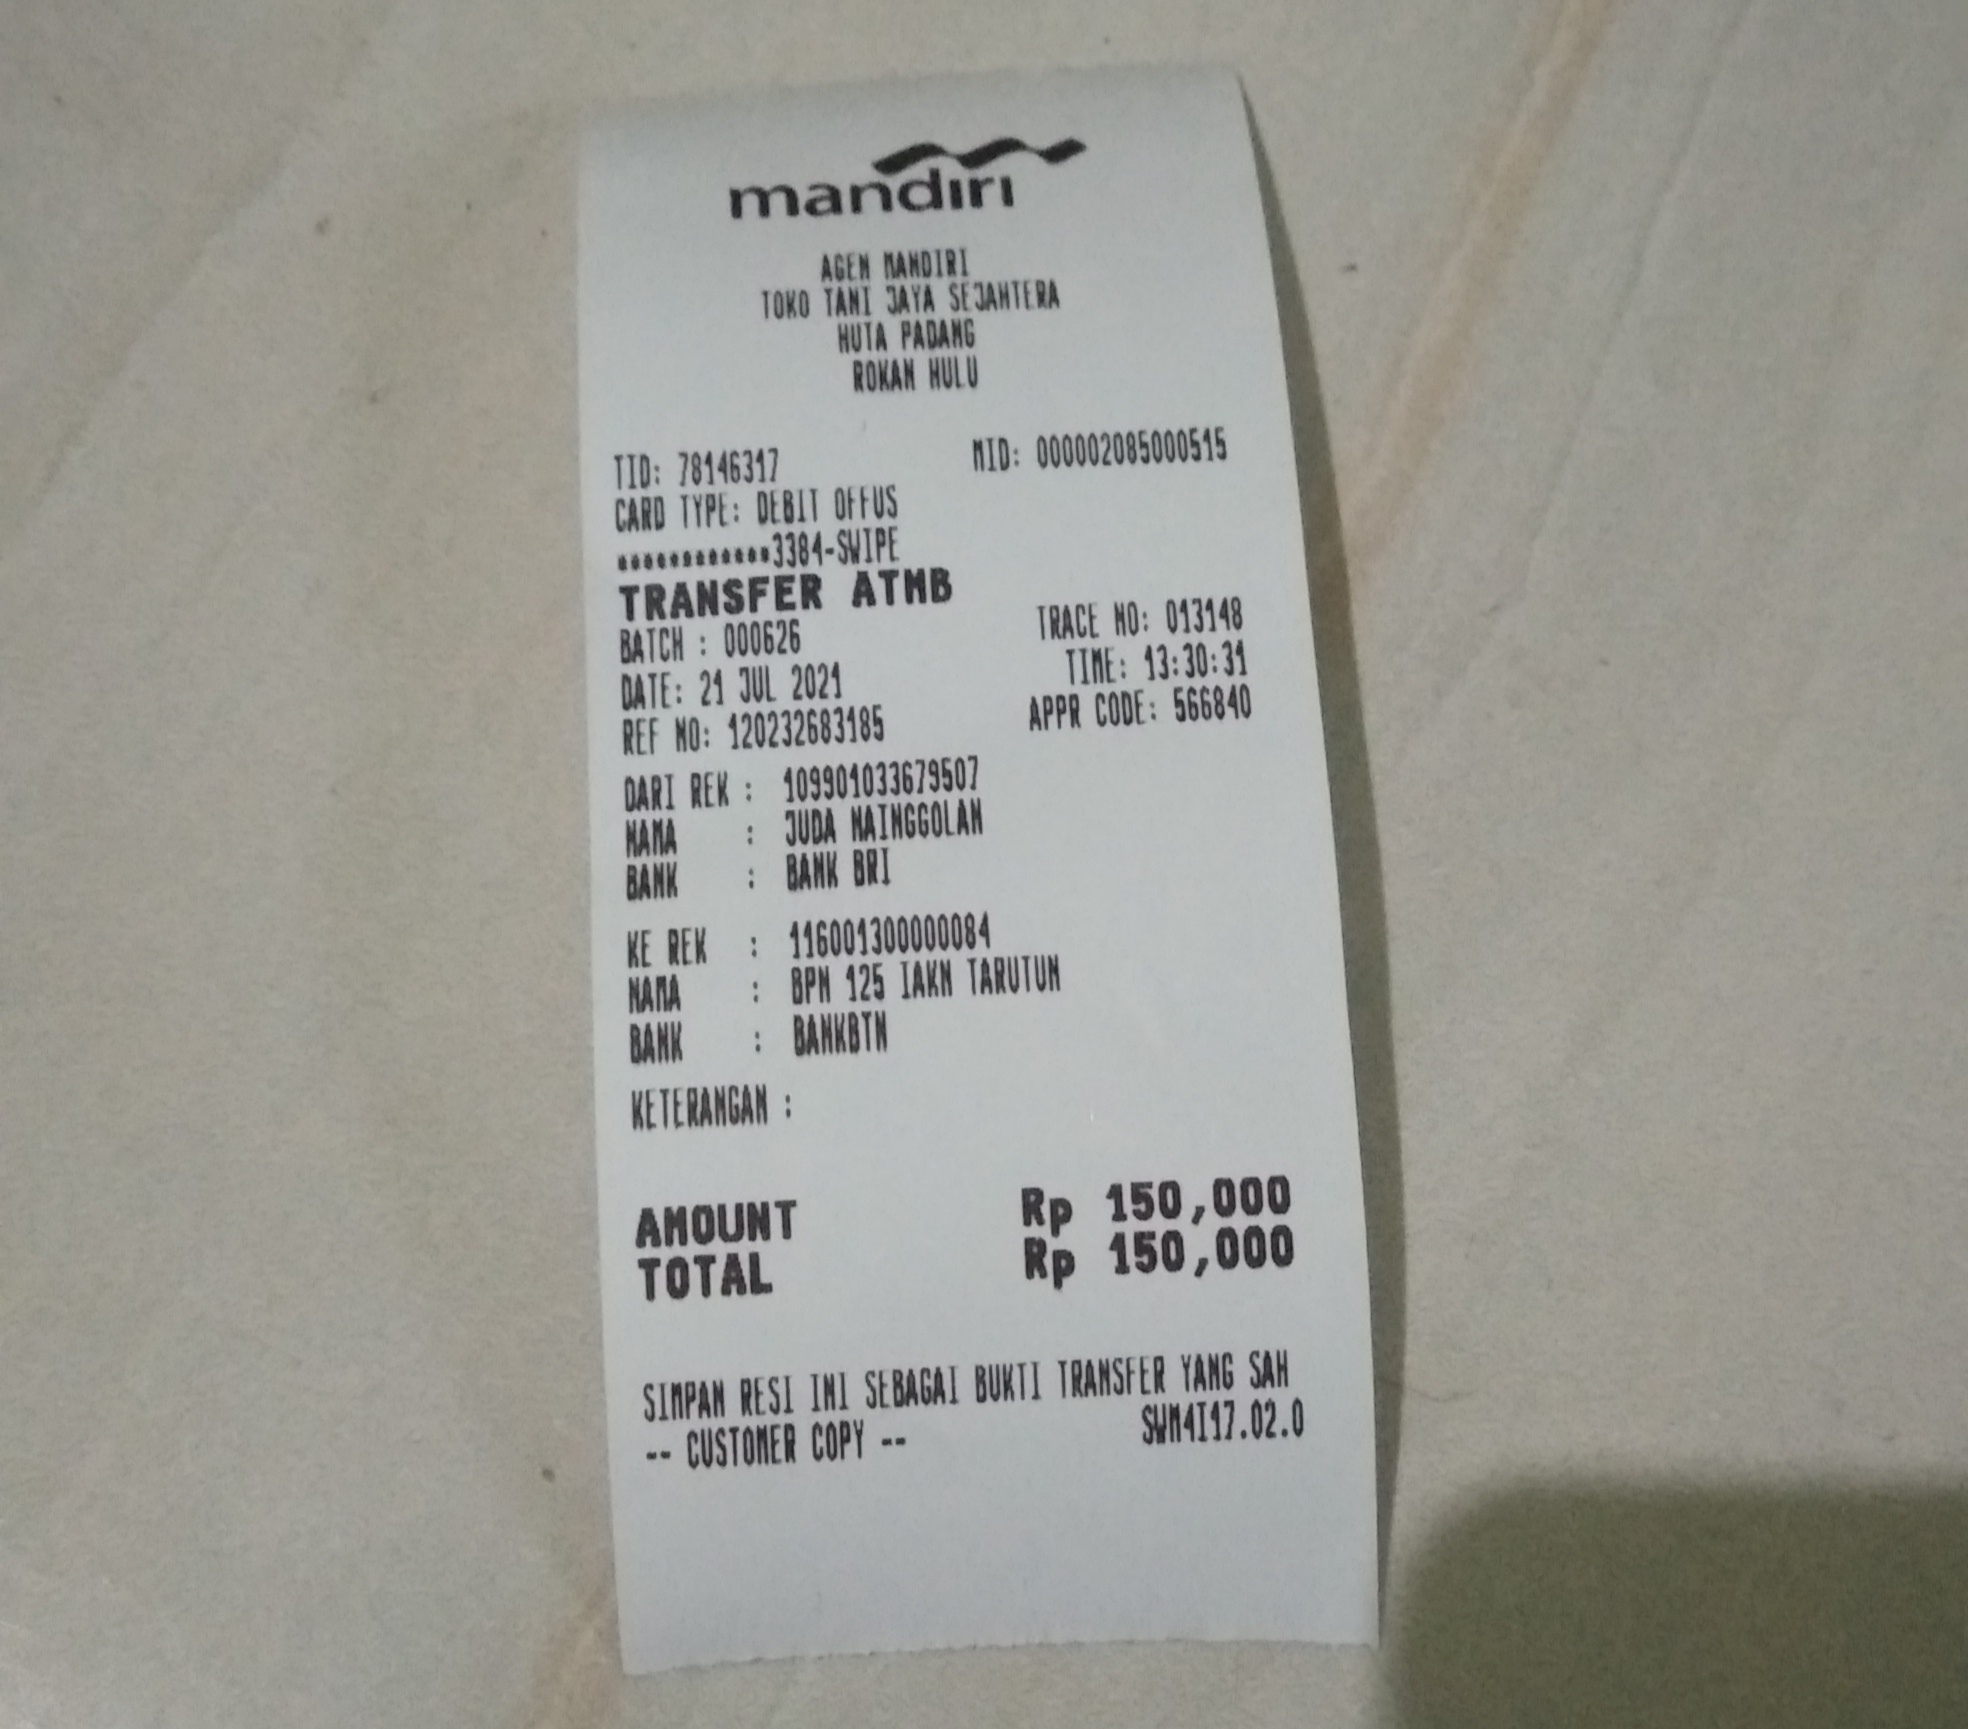 mandiri
AGEN MANDIRI
TOKO TANI JAYA SEJAHTERA
HUTA PADANG
ROKAN HULU
TID: 78146317 MID: 000002085000515
CARD TYPE: DEBIT OFFUS
************3384-SWIPE
TRANSFER ATMB
BATCH : 000626 TRACE NO: 013148
DATE: 21 JUL 2021 TIME: 13:30:31
REF NO: 120232683185 APPR CODE: 566840
DARI REK : 109901033679507
NAMA : JUDA NAINGGOLAN
BANK : BANK BRI
KE REK : 116001300000084
NAMA : BPN 125 IAKN TARUTUN
BANK : BANKBTN
KETERANGAN :
AMOUNT Rp 150,000
TOTAL Rp 150,000
SIMPAN RESI INI SEBAGAI BUKTI TRANSFER YANG SAH
-- CUSTOMER COPY -- SWM4I17.02.0